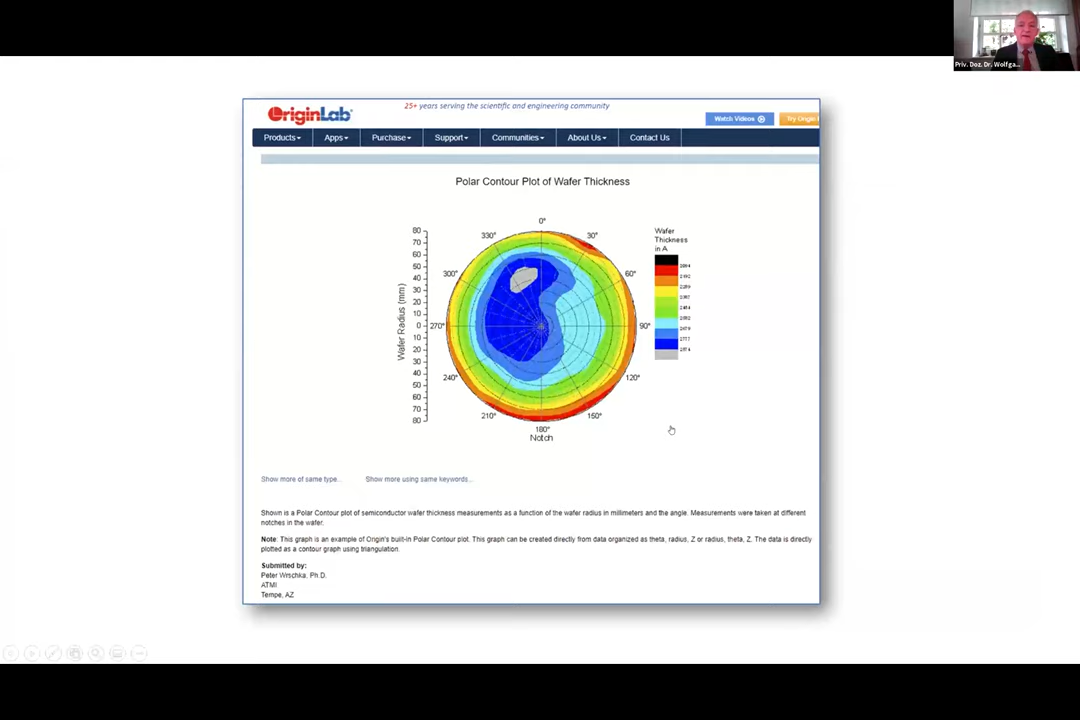 Priv. Doz. Dr. Wolfga...
OriginLab
25+ years serving the scientific and engineering community
Watch Videos
Try Origin
Products
Apps
Purchase
Support
Communities
About Us
Contact Us
Polar Contour Plot of Wafer Thickness
0°
330°
30°
300°
60°
270°
90°
240°
120°
210°
150°
180°
Notch
80
70
60
50
40
30
20
10
0
10
20
30
40
50
60
70
80
Wafer Radius (mm)
Wafer
Thickness
in A
Show more of same type...
Show more using same keywords...
Shown is a Polar Contour plot of semiconductor wafer thickness measurements as a function of the wafer radius in millimeters and the angle. Measurements were taken at different
notches in the wafer.
Note: This graph is an example of Origin's built-in Polar Contour plot. This graph can be created directly from data organized as theta, radius, Z or radius, theta, Z. The data is directly
plotted as a contour graph using triangulation.
Submitted by:
Peter Wrschka, Ph.D.
ATMI
Tempe, AZ